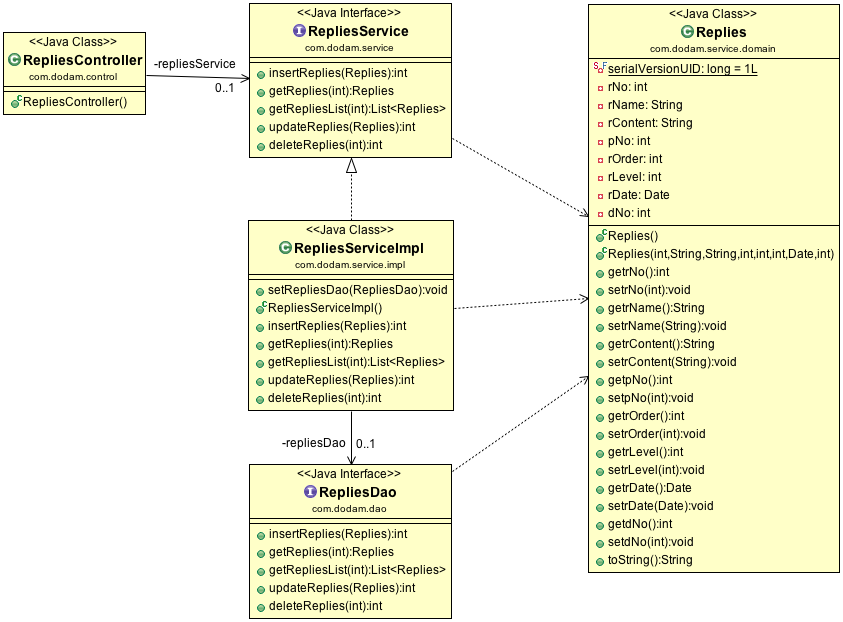 <<Java Class>>
RepliesController
com.dodam.control
RepliesController()
-repliesService
0..1
<<Java Interface>>
RepliesService
com.dodam.service
insertReplies(Replies):int
getReplies(int):Replies
getRepliesList(int):List<Replies>
updateReplies(Replies):int
deleteReplies(int):int
<<Java Class>>
RepliesServiceImpl
com.dodam.service.impl
setRepliesDao(RepliesDao):void
RepliesServiceImpl()
insertReplies(Replies):int
getReplies(int):Replies
getRepliesList(int):List<Replies>
updateReplies(Replies):int
deleteReplies(int):int
-repliesDao
0..1
<<Java Interface>>
RepliesDao
com.dodam.dao
insertReplies(Replies):int
getReplies(int):Replies
getRepliesList(int):List<Replies>
updateReplies(Replies):int
deleteReplies(int):int
<<Java Class>>
Replies
com.dodam.service.domain
serialVersionUID: long = 1L
rNo: int
rName: String
rContent: String
pNo: int
rOrder: int
rLevel: int
rDate: Date
dNo: int
Replies()
Replies(int,String,String,int,int,int,Date,int)
getrNo():int
setrNo(int):void
getrName():String
setrName(String):void
getrContent():String
setrContent(String):void
getpNo():int
setpNo(int):void
getrOrder():int
setrOrder(int):void
getrLevel():int
setrLevel(int):void
getrDate():Date
setrDate(Date):void
getdNo():int
setdNo(int):void
toString():String